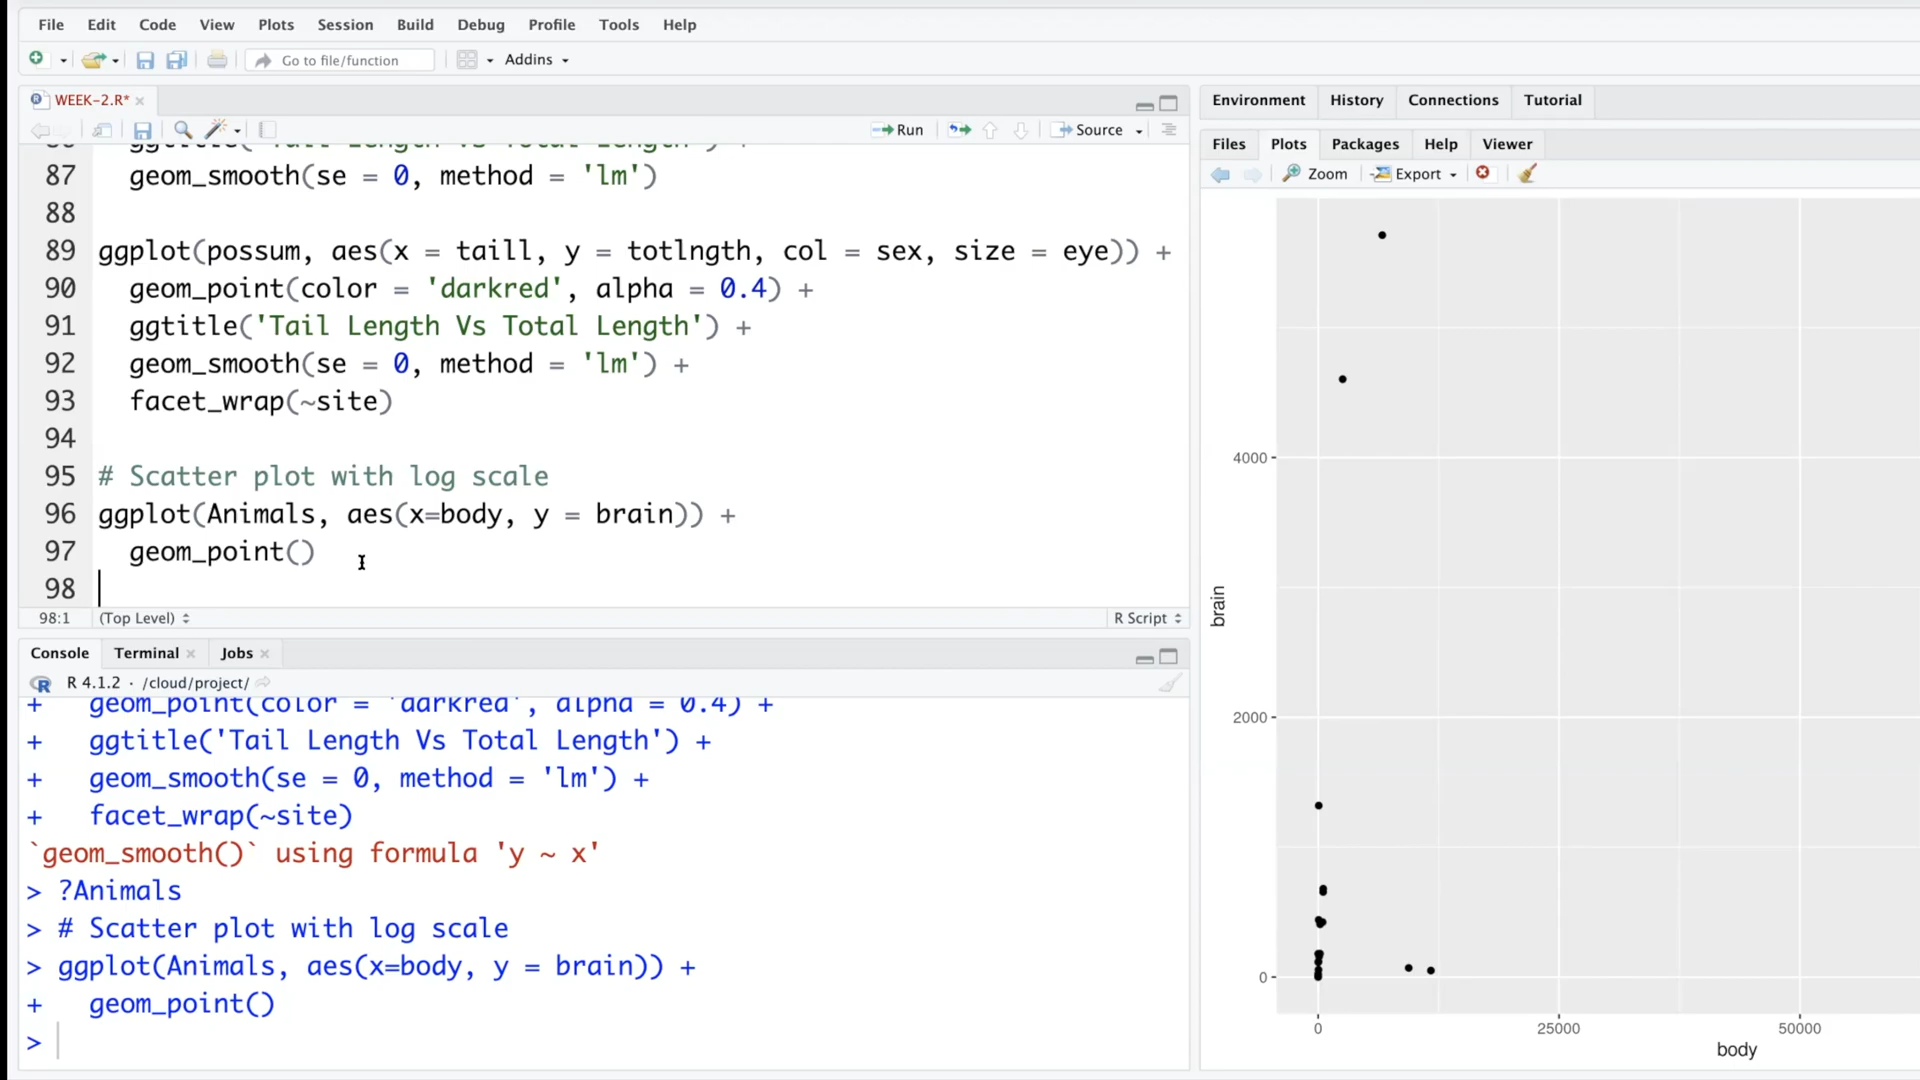 File Edit Code View Plots Session Build Debug Profile Tools Help
Go to file/function Addins
WEEK-2.R*
Run Source
86 ggtitle('Tail Length Vs Total Length') +
87 geom_smooth(se = 0, method = 'lm')
88
89 ggplot(possum, aes(x = taill, y = totlngth, col = sex, size = eye)) +
90 geom_point(color = 'darkred', alpha = 0.4) +
91 ggtitle('Tail Length Vs Total Length') +
92 geom_smooth(se = 0, method = 'lm') +
93 facet_wrap(~site)
94
95 # Scatter plot with log scale
96 ggplot(Animals, aes(x=body, y = brain)) +
97 geom_point()
98
98:1 (Top Level) R Script
Console Terminal Jobs
R 4.1.2 · /cloud/project/
+ geom_point(color = 'darkred', alpha = 0.4) +
+ ggtitle('Tail Length Vs Total Length') +
+ geom_smooth(se = 0, method = 'lm') +
+ facet_wrap(~site)
`geom_smooth()` using formula 'y ~ x'
> ?Animals
> # Scatter plot with log scale
> ggplot(Animals, aes(x=body, y = brain)) +
+ geom_point()
>
Environment History Connections Tutorial
Files Plots Packages Help Viewer
Zoom Export
4000
brain
2000
0
0 25000 50000
body